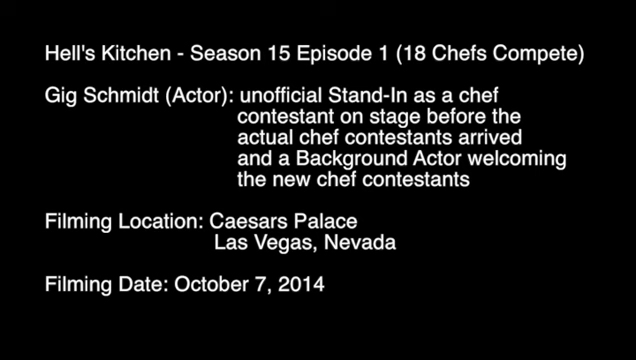 Hell's Kitchen - Season 15 Episode 1 (18 Chefs Compete)
Gig Schmidt (Actor): unofficial Stand-In as a chef
contestant on stage before the
actual chef contestants arrived
and a Background Actor welcoming
the new chef contestants
Filming Location: Caesars Palace
Las Vegas, Nevada
Filming Date: October 7, 2014